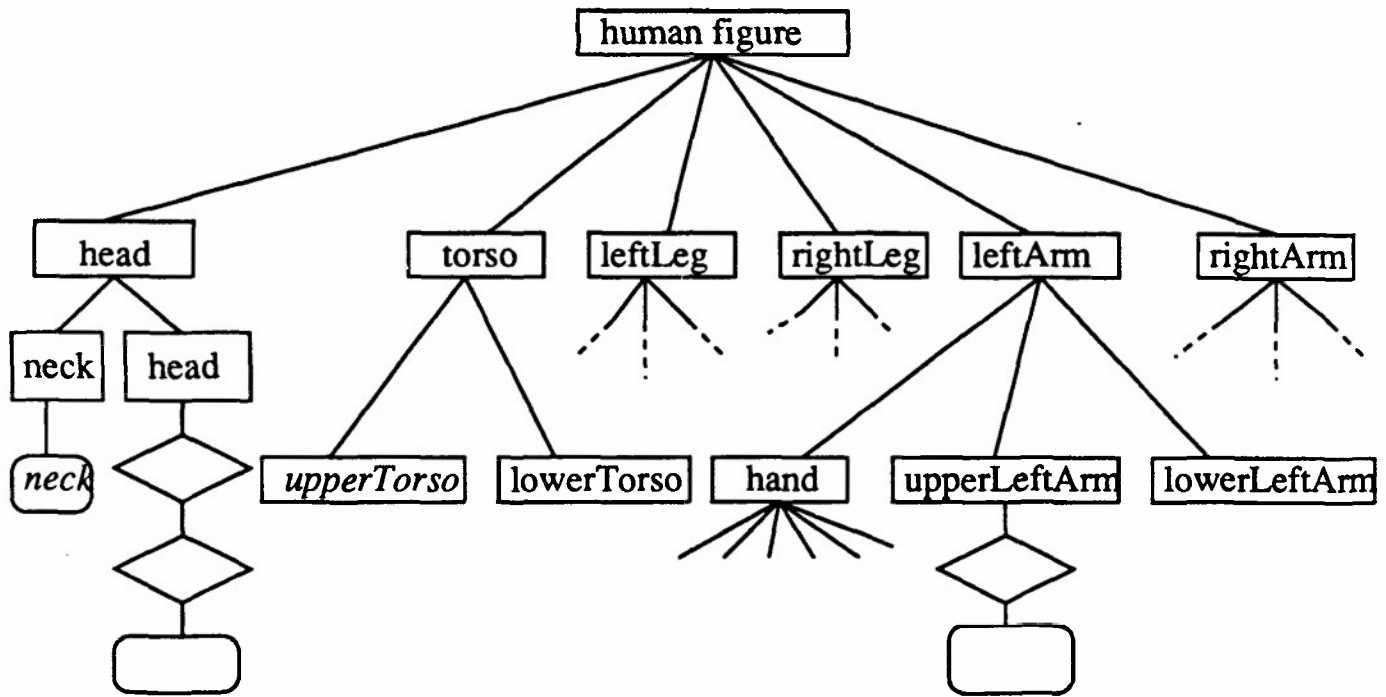 human figure
head
torso
leftLeg
rightLeg
leftArm
rightArm
neck
head
neck
upperTorso
lowerTorso
hand
upperLeftArm
lowerLeftArm